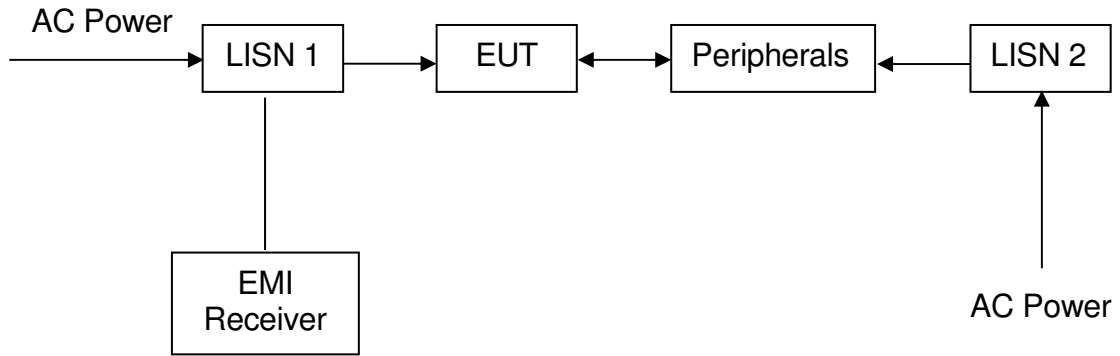 AC Power
LISN 1
EUT
Peripherals
LISN 2
EMI
Receiver
AC Power